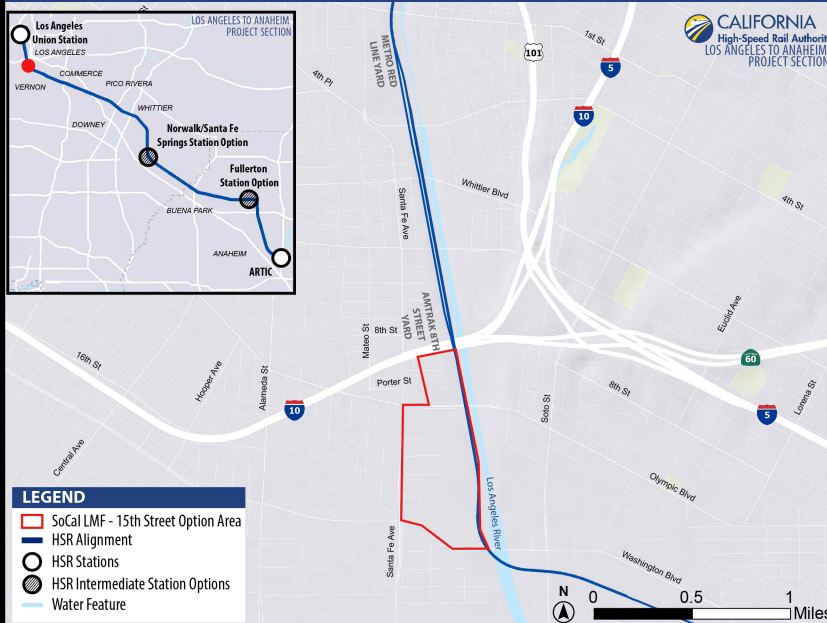 St
LOS ANGELES TO ANAHEIM
PROJECT SECTION
Los Angeles
Union Station
LOS ANGELES
COMMERCE
VERNON
PICO RIVERA
WHITTIER
DOWNEY
Norwalk/Santa Fe
Springs Station Option
Fullerton
Station Option
BUENA PARK
ANAHEIM
ARTIC
CALIFORNIA
High-Speed Rail Authorit
LOS ANGELES TO ANAHEIM
PROJECT SECTION
METRO RED
LINE YARD
101
1st St
5
10
4th Pl
Whittier Blvd
4th St
Santa Fe Ave
AMTRAK 8TH
STREET
YARD
Euclid Ave
8th St
Mateo St
60
16th St
Hooper Ave
Alameda St
Porter St
10
Soto St
8th St
5
Lorena St
Central Ave
Olympic Blvd
Los Angeles River
Santa Fe Ave
Washington Blvd
LEGEND
SoCal LMF - 15th Street Option Area
HSR Alignment
HSR Stations
HSR Intermediate Station Options
Water Feature
N
0 0.5 1
Miles